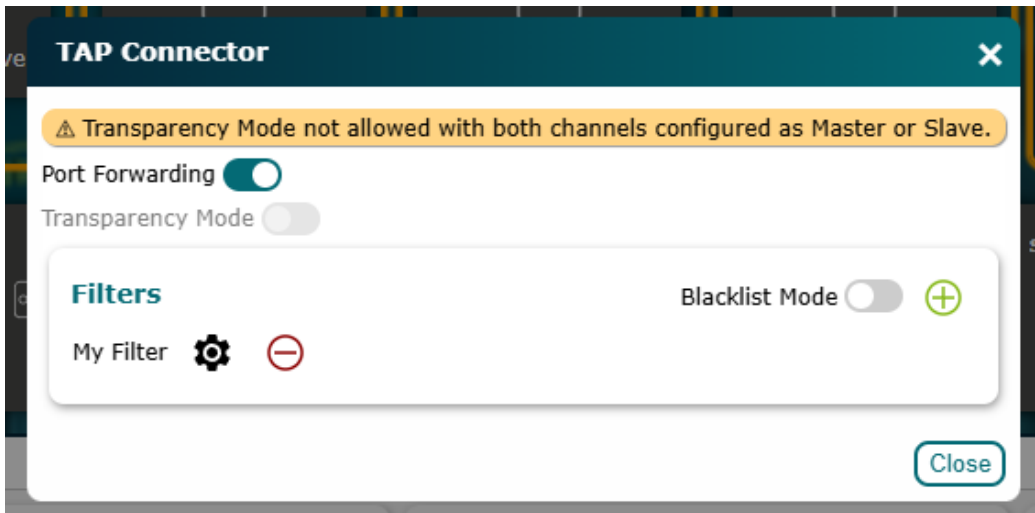 TAP Connector
⚠ Transparency Mode not allowed with both channels configured as Master or Slave.
Port Forwarding
Transparency Mode
Filters
Blacklist Mode
My Filter
Close